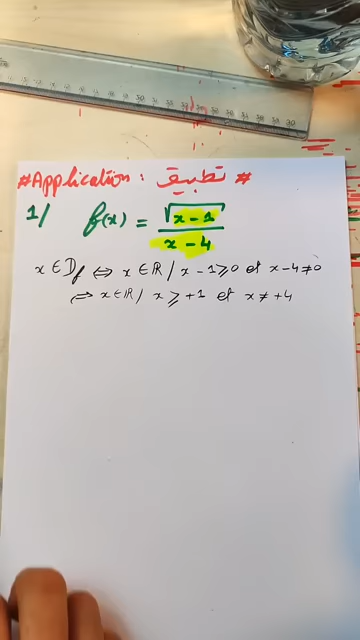 #Application: تطبيق #
1/ f(x) = √(x - 1) / (x - 4)
x ∈ Df ⇔ x ∈ ℝ / x - 1 ⩾ 0 et x - 4 ≠ 0
⇔ x ∈ ℝ / x ⩾ +1 et x ≠ +4